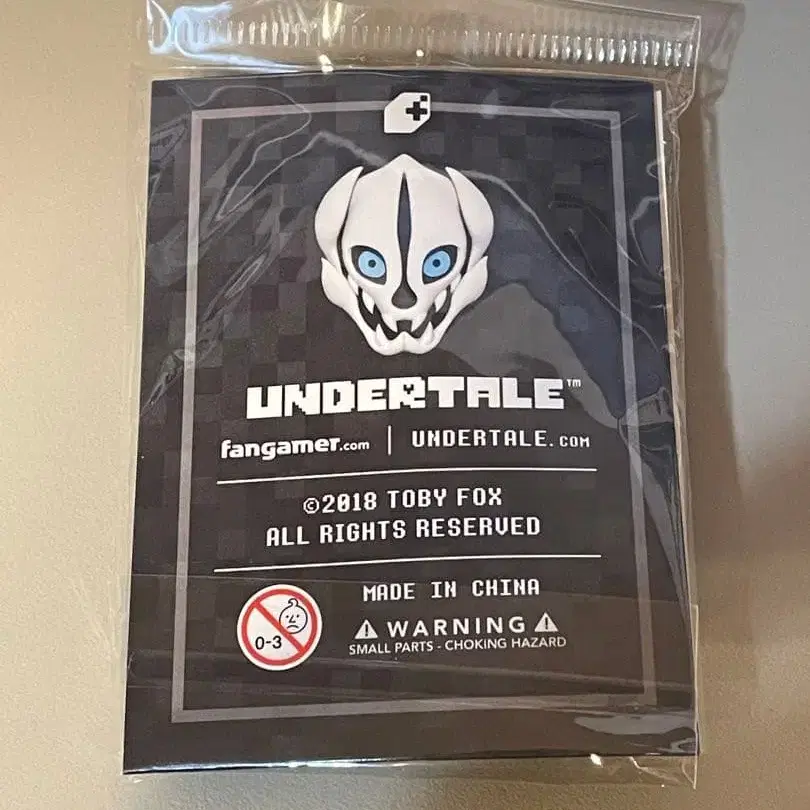 UNDERTALE™
fangamer.com | UNDERTALE.COM
©2018 TOBY FOX
ALL RIGHTS RESERVED
0-3
MADE IN CHINA
⚠ WARNING ⚠
SMALL PARTS - CHOKING HAZARD